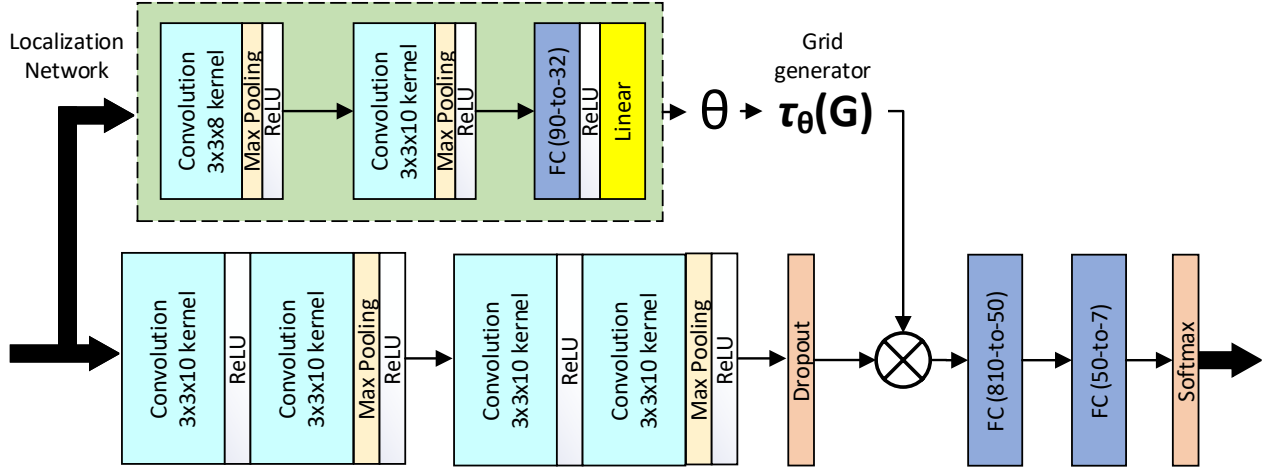 Localization
Network
Convolution
3x3x8 kernel
Max Pooling
ReLU
Convolution
3x3x10 kernel
Max Pooling
ReLU
FC (90-to-32)
ReLU
Linear
θ
Grid
generator
τθ(G)
Convolution
3x3x10 kernel
ReLU
Convolution
3x3x10 kernel
Max Pooling
ReLU
Convolution
3x3x10 kernel
ReLU
Convolution
3x3x10 kernel
Max Pooling
ReLU
Dropout
FC (810-to-50)
FC (50-to-7)
Softmax